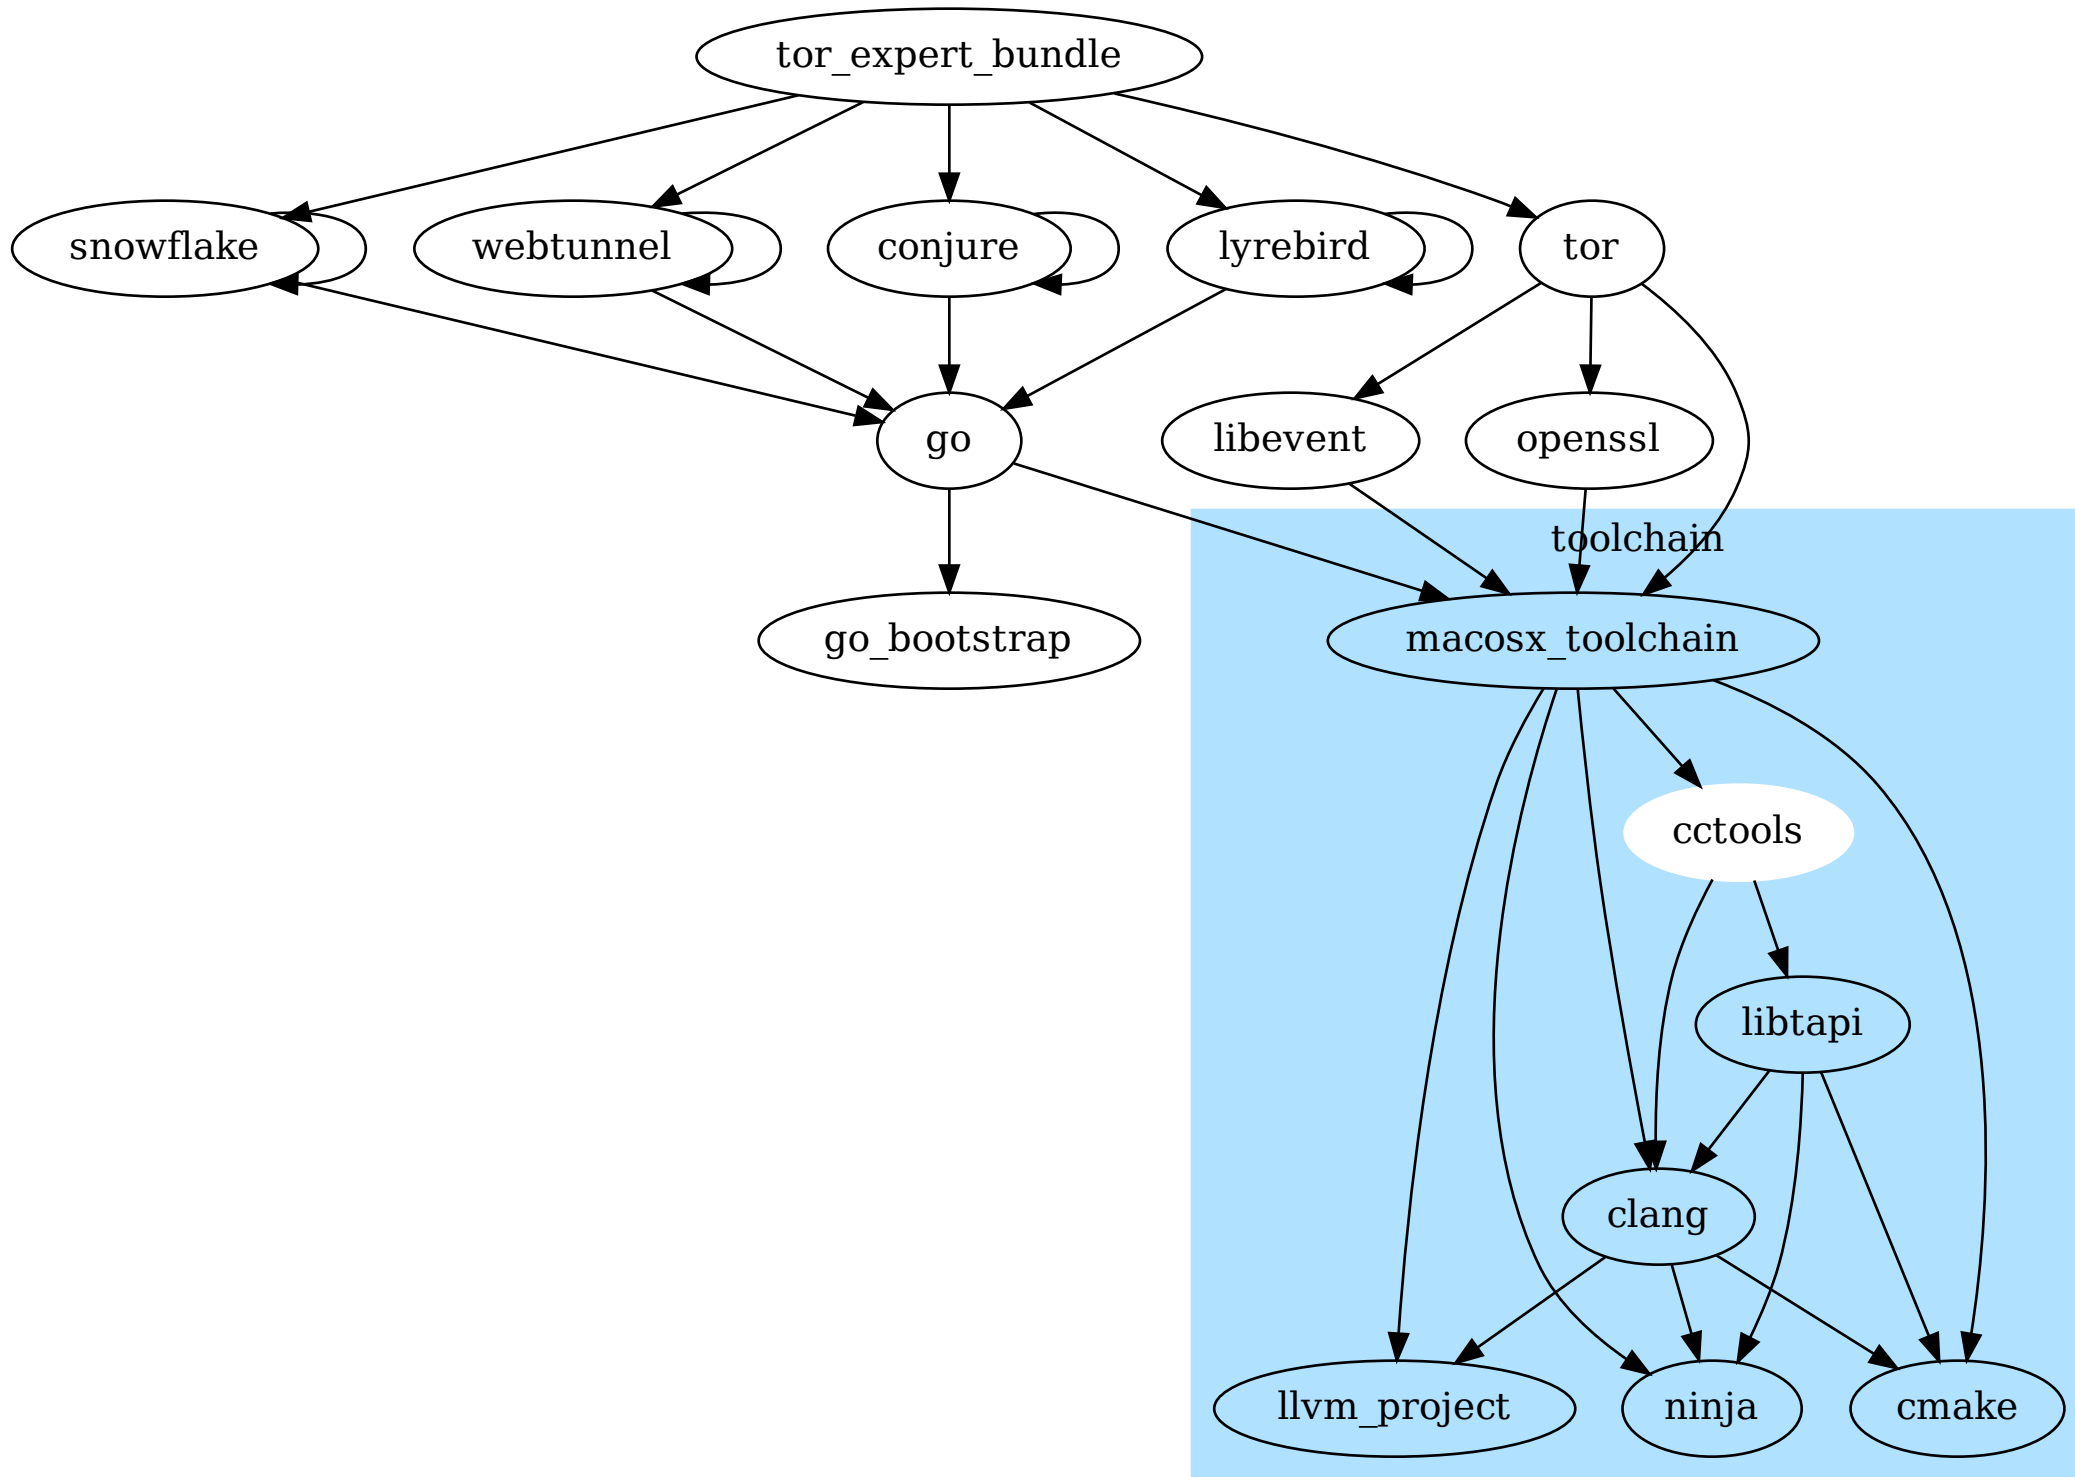 tor_expert_bundle
snowflake
webtunnel
conjure
lyrebird
tor
go
libevent
openssl
toolchain
go_bootstrap
macosx_toolchain
cctools
libtapi
clang
llvm_project
ninja
cmake